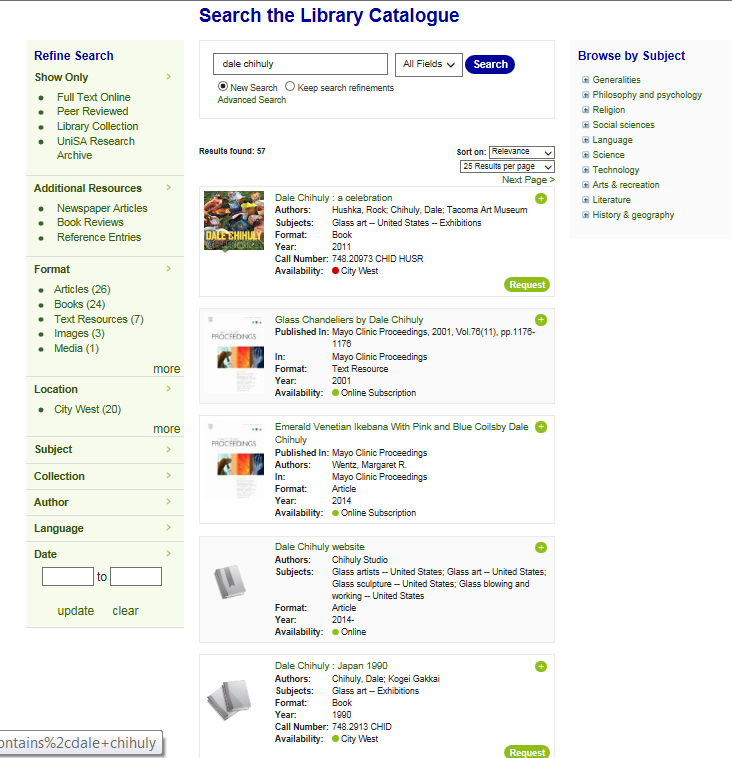 Search the Library Catalogue
Refine Search
Show Only
Full Text Online
Peer Reviewed
Library Collection
UniSA Research
Archive
Additional Resources
Newspaper Articles
Book Reviews
Reference Entries
Format
Articles (26)
Books (24)
Text Resources (7)
Images (3)
Media (1)
more
Location
City West (20)
more
Subject
Collection
Author
Language
Date
to
update clear
dale chihuly All Fields Search
New Search Keep search refinements
Advanced Search
Results found: 57
Sort on: Relevance
25 Results per page
Next Page >
DALE CHIHULY
Dale Chihuly : a celebration
Authors: Hushka, Rock; Chihuly, Dale; Tacoma Art Museum
Subjects: Glass art -- United States -- Exhibitions
Format: Book
Year: 2011
Call Number: 748.20973 CHID HUSR
Availability: City West
Request
PROCEEDINGS
Glass Chandeliers by Dale Chihuly
Published In: Mayo Clinic Proceedings, 2001, Vol.76(11), pp.1176-
1176
In: Mayo Clinic Proceedings
Format: Text Resource
Year: 2001
Availability: Online Subscription
PROCEEDINGS
Emerald Venetian Ikebana With Pink and Blue Coilsby Dale
Chihuly
Published In: Mayo Clinic Proceedings
Authors: Wentz, Margaret R.
In: Mayo Clinic Proceedings
Format: Article
Year: 2014
Availability: Online Subscription
Dale Chihuly website
Authors: Chihuly Studio
Subjects: Glass artists -- United States; Glass art -- United States;
Glass sculpture -- United States; Glass blowing and
working -- United States
Format: Article
Year: 2014-
Availability: Online
Dale Chihuly : Japan 1990
Authors: Chihuly, Dale; Kogei Gakkai
Subjects: Glass art -- Exhibitions
Format: Book
Year: 1990
Call Number: 748.2913 CHID
Availability: City West
Request
Browse by Subject
Generalities
Philosophy and psychology
Religion
Social sciences
Language
Science
Technology
Arts & recreation
Literature
History & geography
ontains%2cdale+chihuly